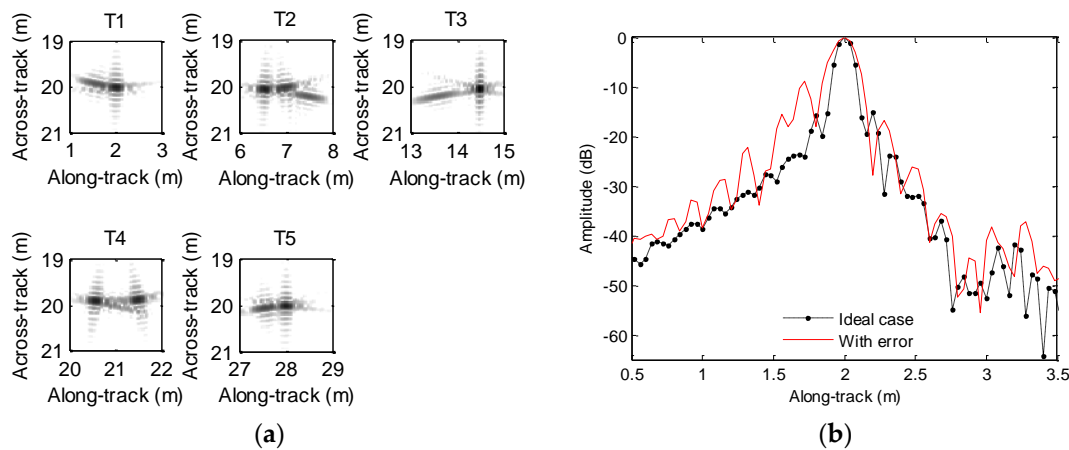 T1
T2
T3
Across-track (m)
19
20
21
1 2 3
Along-track (m)
Across-track (m)
19
20
21
6 7 8
Along-track (m)
Across-track (m)
19
20
21
13 14 15
Along-track (m)
T4
T5
Across-track (m)
19
20
21
20 21 22
Along-track (m)
Across-track (m)
19
20
21
27 28 29
Along-track (m)
(a)
Amplitude (dB)
0
-10
-20
-30
-40
-50
-60
Ideal case
With error
0.5 1 1.5 2 2.5 3 3.5
Along-track (m)
(b)